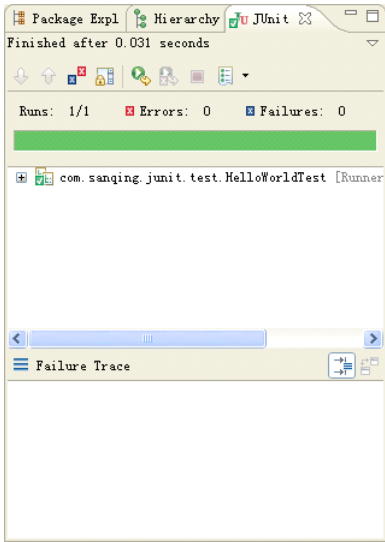 Package Expl Hierarchy JUnit
Finished after 0.031 seconds
Runs: 1/1 Errors: 0 Failures: 0
com.sanqing.junit.test.HelloWorldTest [Runner
Failure Trace